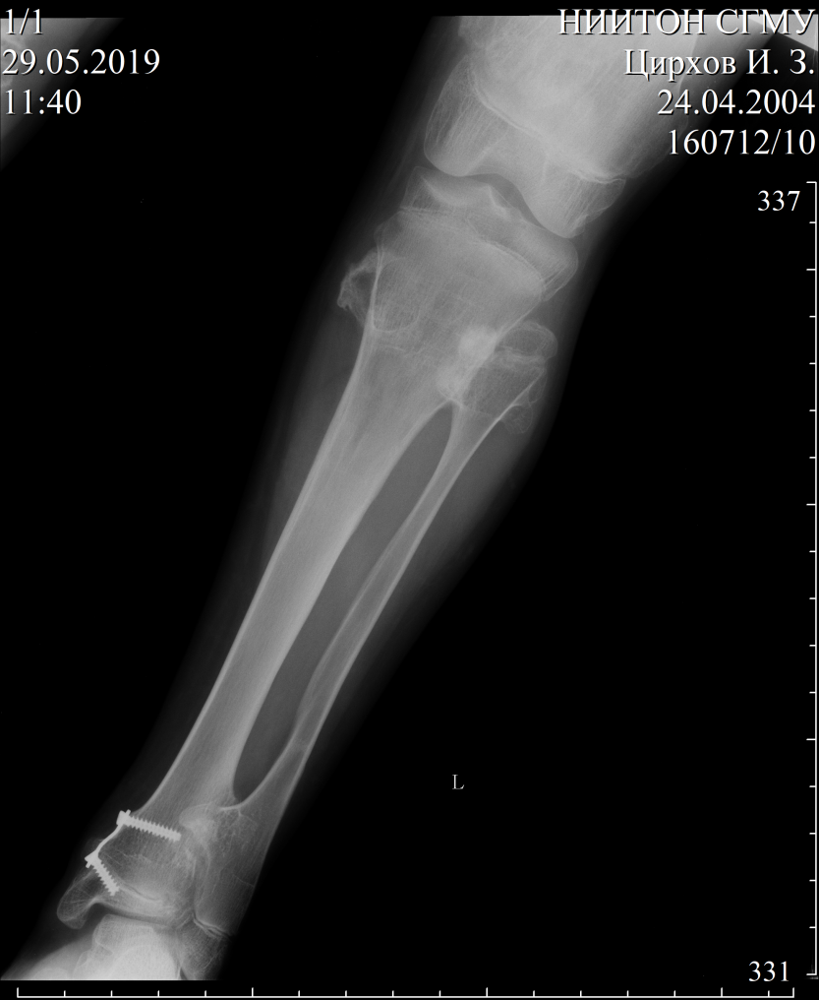 1/1
29.05.2019
11:40
НИИТОН СГМУ
Цирхов И. З.
24.04.2004
160712/10
337
L
331